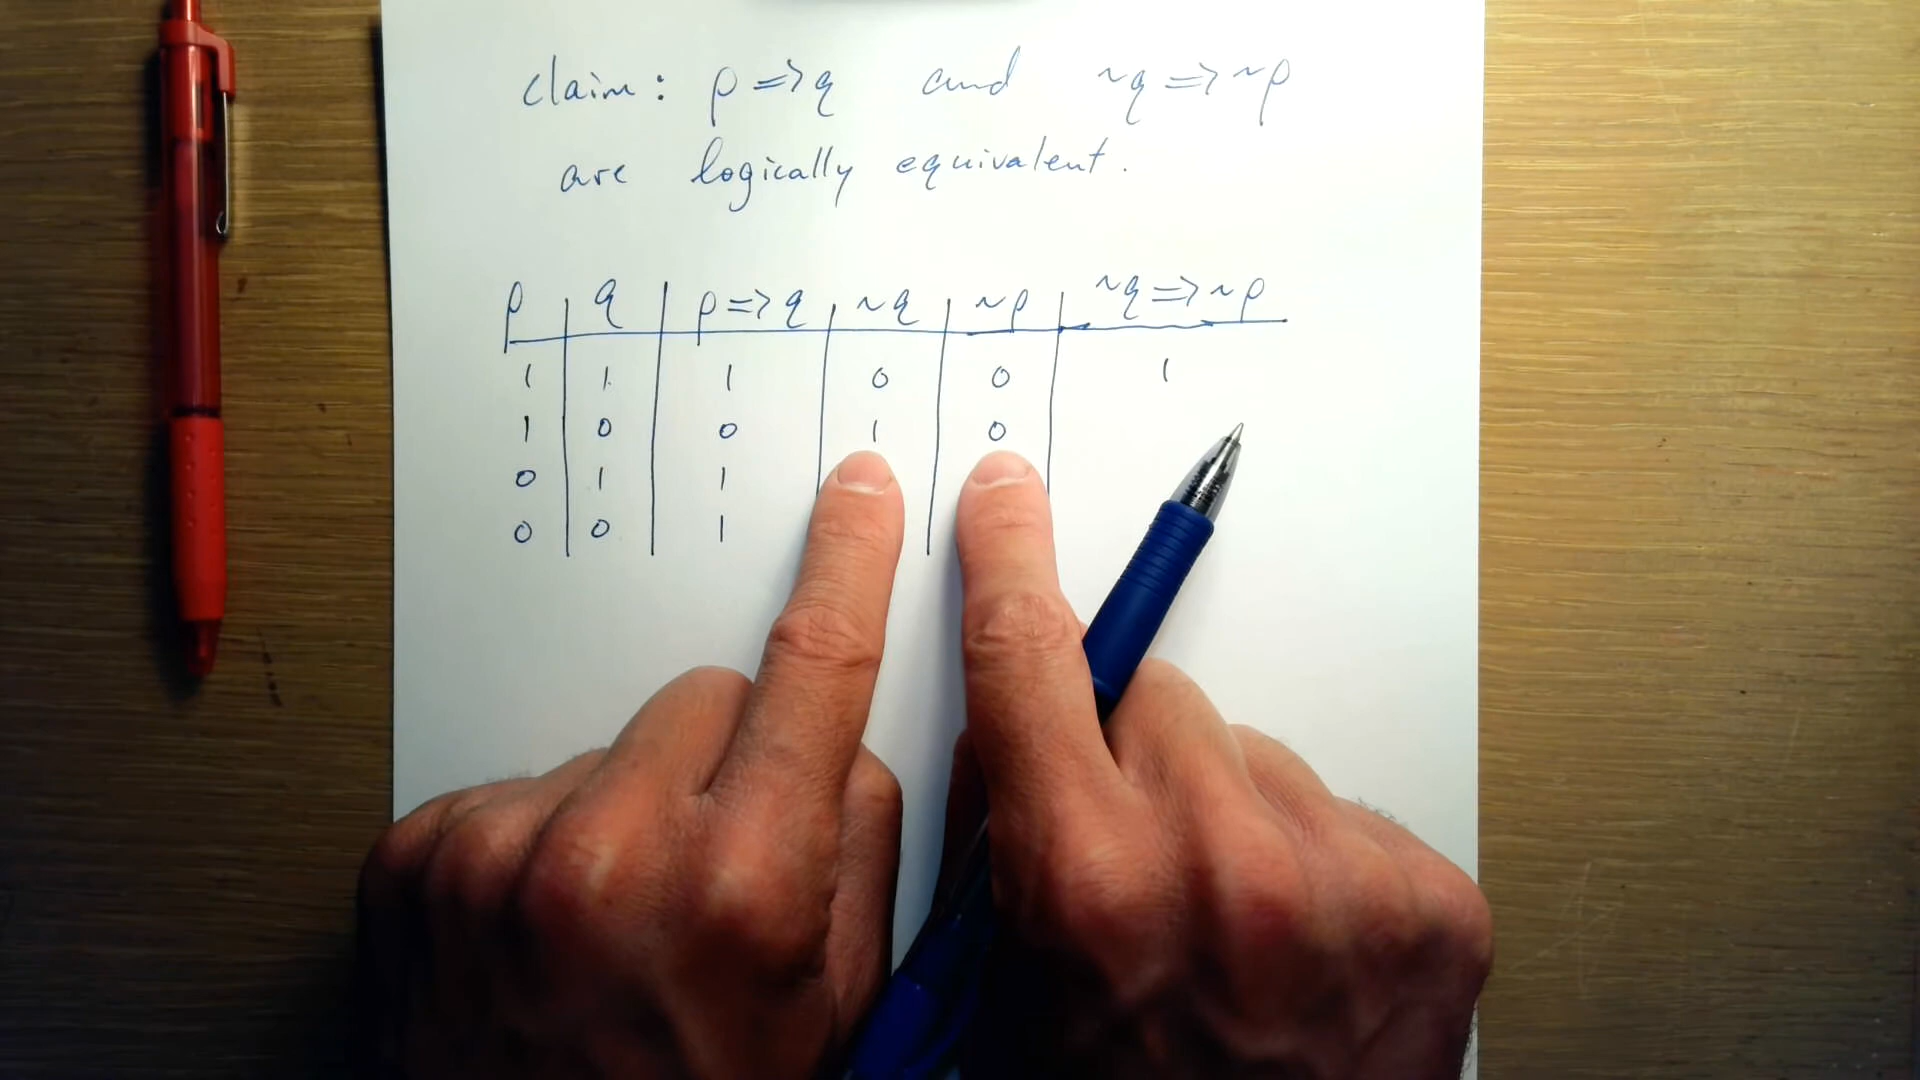 claim: p => q and ~q => ~p
are logically equivalent.
p q p => q ~q ~p ~q => ~p
1 1 1 0 0 1
1 0 0 1 0
0 1 1
0 0 1